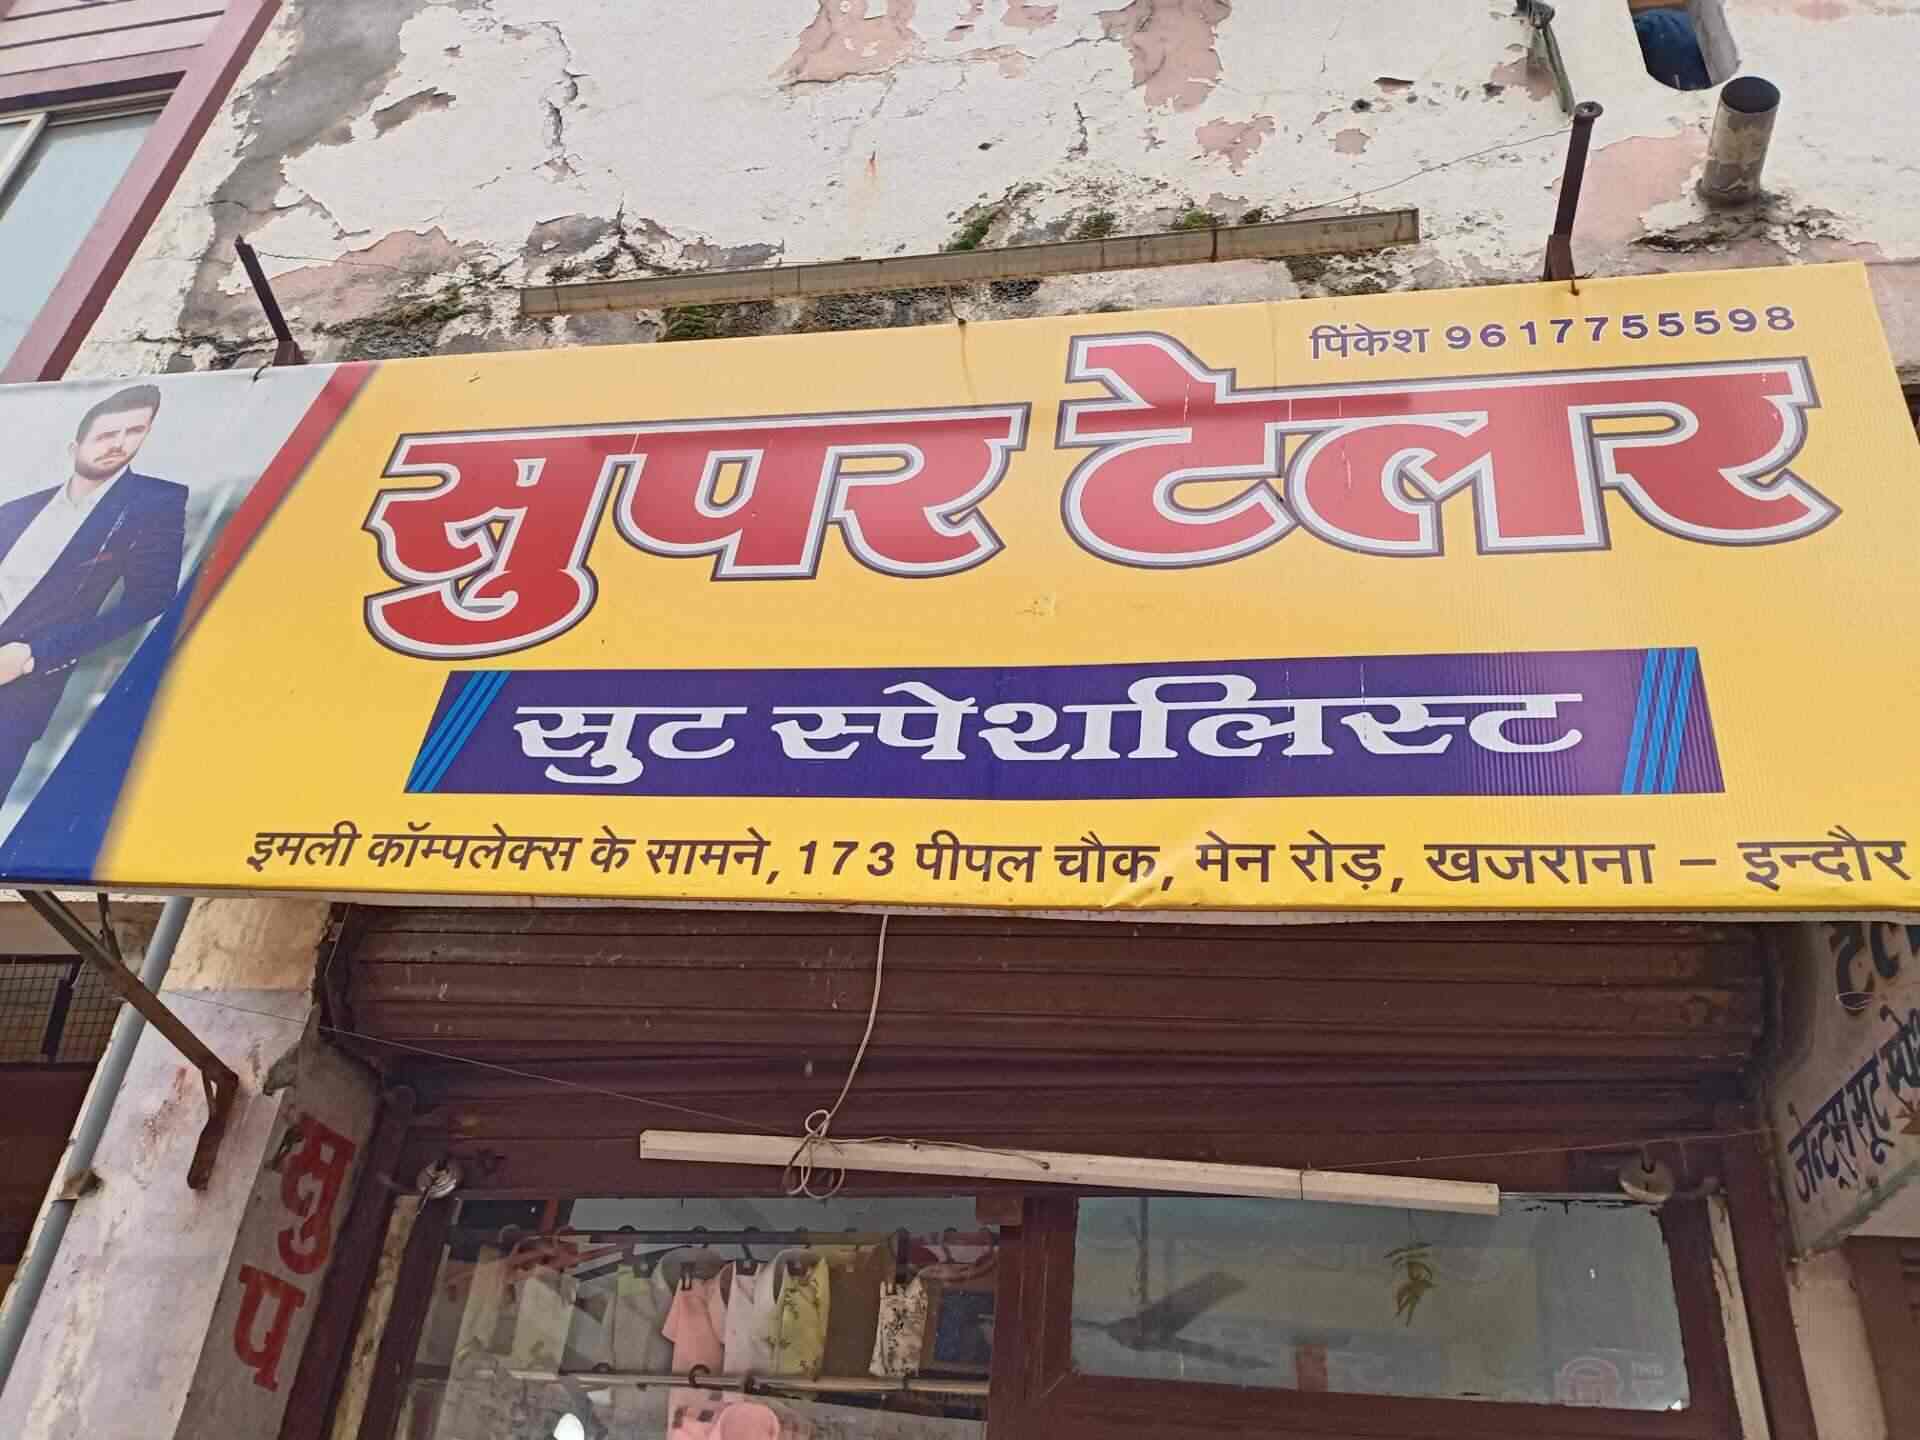 पिंकेश 9617755598
सुपर टेलर
सुट स्पेशलिस्ट
इमली कॉम्पलेक्स के सामने, 173 पीपल चौक, मेन रोड़, खजराना – इन्दौर
सु
प
जेन्ट्स सूट